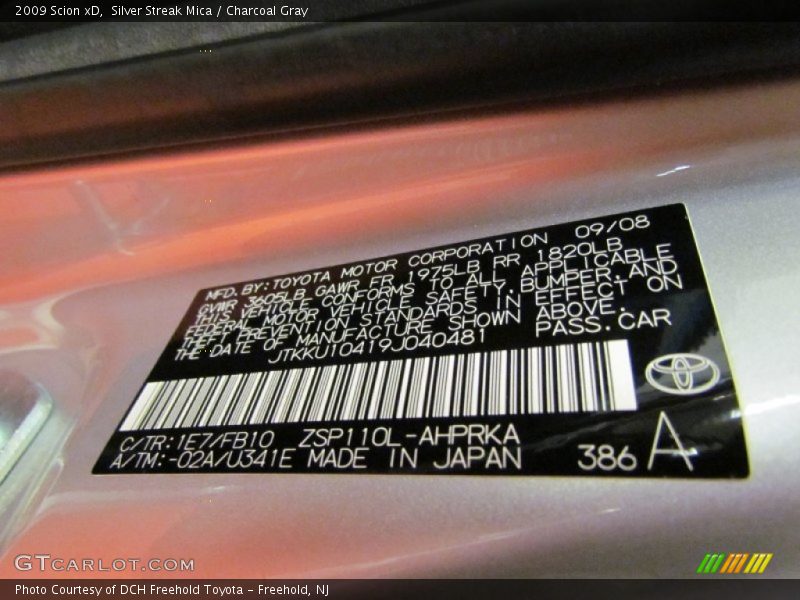 2009 Scion xD, Silver Streak Mica / Charcoal Gray
MFD. BY: TOYOTA MOTOR CORPORATION 09/08
GVWR 3605LB GAWR FR 1975LB RR 1820LB
THIS VEHICLE CONFORMS TO ALL APPLICABLE
FEDERAL MOTOR VEHICLE SAFETY, BUMPER, AND
THEFT PREVENTION STANDARDS IN EFFECT ON
THE DATE OF MANUFACTURE SHOWN ABOVE.
JTKKU10419J040481 PASS. CAR
C/TR: 1E7/FB10 ZSP110L-AHPRKA
A/TM: -02A/U341E MADE IN JAPAN 386 A
GTCARLOT.COM
Photo Courtesy of DCH Freehold Toyota - Freehold, NJ